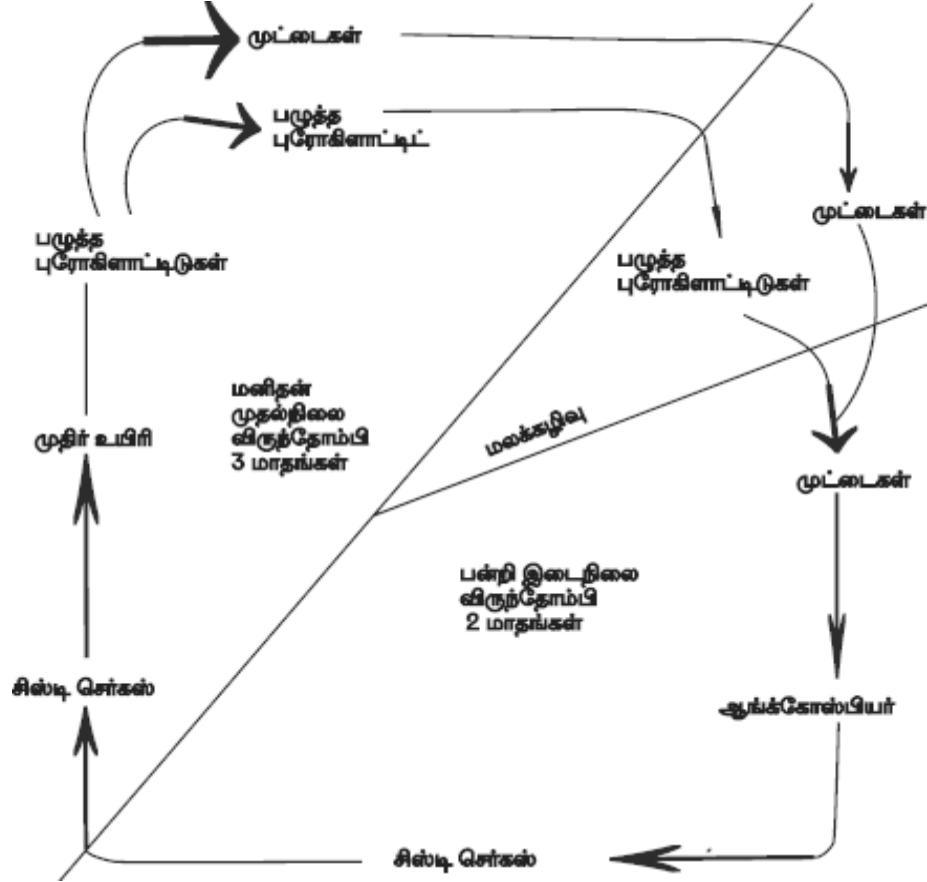 முட்டைகள்
பழுத்த
புரோகிளாட்டிட்
முட்டைகள்
பழுத்த
புரோகிளாட்டிடுகள்
பழுத்த
புரோகிளாட்டிடுகள்
மனிதன்
முதல்நிலை
விருந்தோம்பி
3 மாதங்கள்
மலக்கழிவு
முதிர் உயிரி
முட்டைகள்
பன்றி இடைநிலை
விருந்தோம்பி
2 மாதங்கள்
சிஸ்டி செர்கஸ்
ஆங்க்கோஸ்பியர்
சிஸ்டி செர்கஸ்